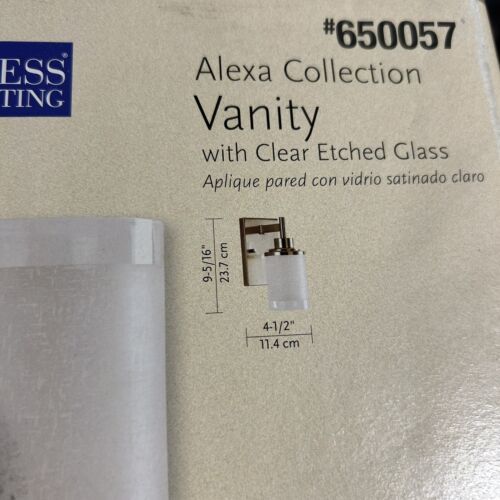 #650057
ESS®
TING
Alexa Collection
Vanity
with Clear Etched Glass
Aplique pared con vidrio satinado claro
9-5/16"
23.7 cm
4-1/2"
11.4 cm